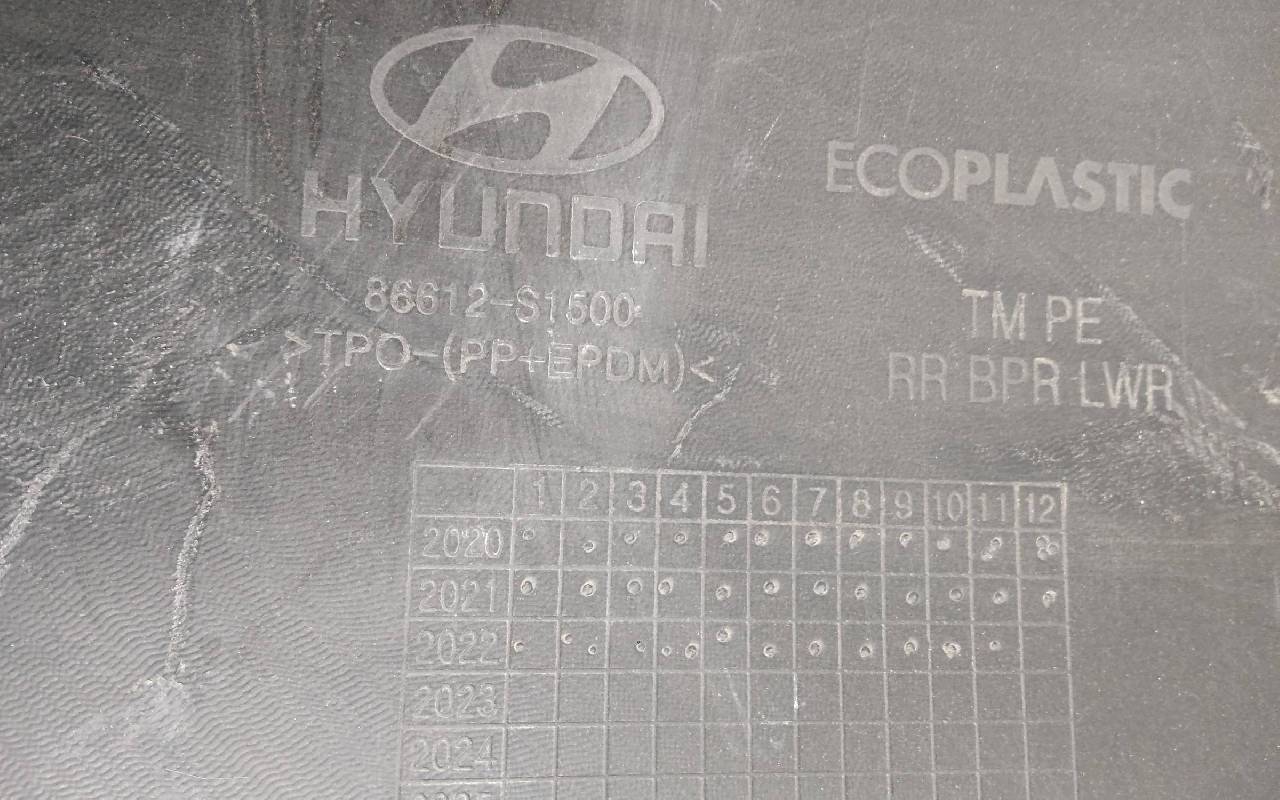 HYUNDAI
ECOPLASTIC
86612-S1500
>TPO-(PP+EPDM)<
TM PE
RR BPR LWR
1 2 3 4 5 6 7 8 9 10 11 12
2020
2021
2022
2023
2024